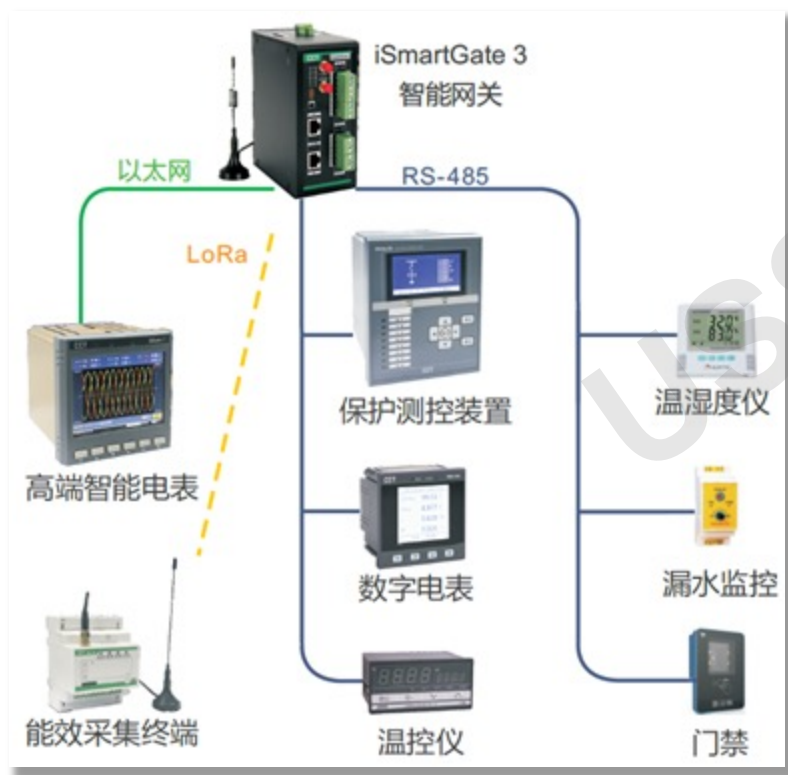 iSmartGate 3
智能网关
以太网
RS-485
LoRa
保护测控装置
温湿度仪
高端智能电表
数字电表
漏水监控
能效采集终端
温控仪
门禁